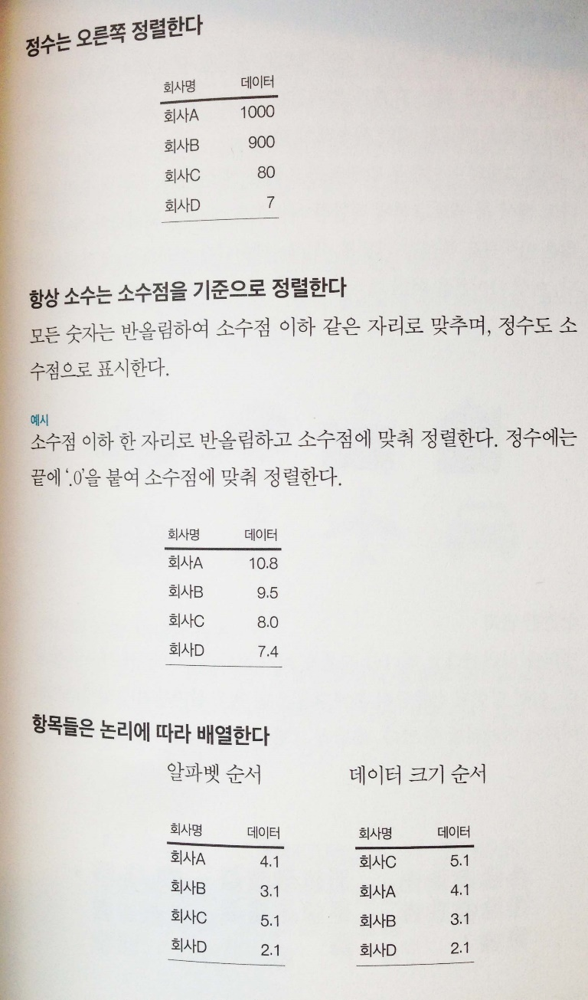 정수는 오른쪽 정렬한다
회사명 데이터
회사A 1000
회사B 900
회사C 80
회사D 7
항상 소수는 소수점을 기준으로 정렬한다
모든 숫자는 반올림하여 소수점 이하 같은 자리로 맞추며, 정수도 소
수점으로 표시한다.
예시
소수점 이하 한 자리로 반올림하고 소수점에 맞춰 정렬한다. 정수에는
끝에 '.0'을 붙여 소수점에 맞춰 정렬한다.
회사명 데이터
회사A 10.8
회사B 9.5
회사C 8.0
회사D 7.4
항목들은 논리에 따라 배열한다
알파벳 순서
회사명 데이터
회사A 4.1
회사B 3.1
회사C 5.1
회사D 2.1
데이터 크기 순서
회사명 데이터
회사C 5.1
회사A 4.1
회사B 3.1
회사D 2.1